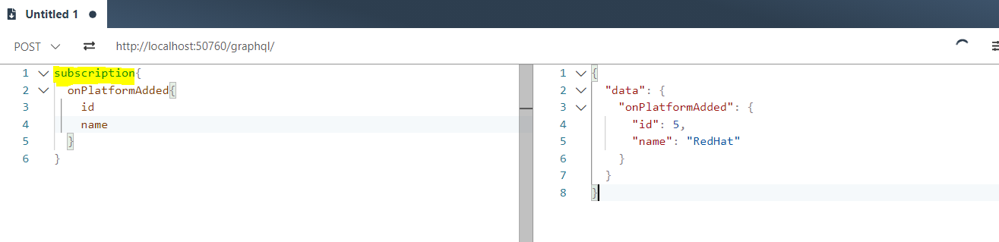 Untitled 1
POST http://localhost:50760/graphql/
1 subscription{
2 onPlatformAdded{
3 id
4 name
5 }
6 }
1 {
2 "data": {
3 "onPlatformAdded": {
4 "id": 5,
5 "name": "RedHat"
6 }
7 }
8 }